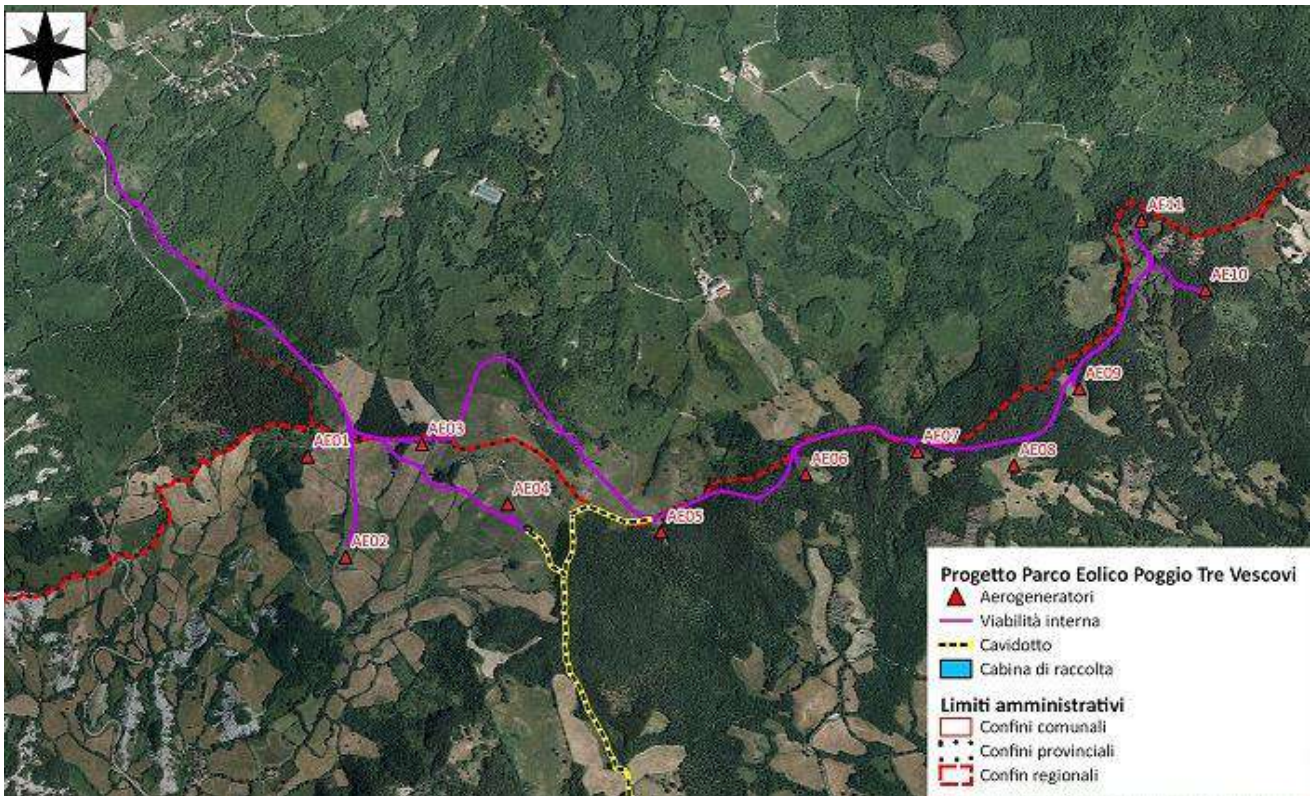 AE11
AE10
AE09
AE03
AE01
AE07
AE08
AE06
AE04
AE05
AE02
Progetto Parco Eolico Poggio Tre Vescovi
Aerogeneratori
Viabilità interna
Cavidotto
Cabina di raccolta
Limiti amministrativi
Confini comunali
Confini provinciali
Confin regionali